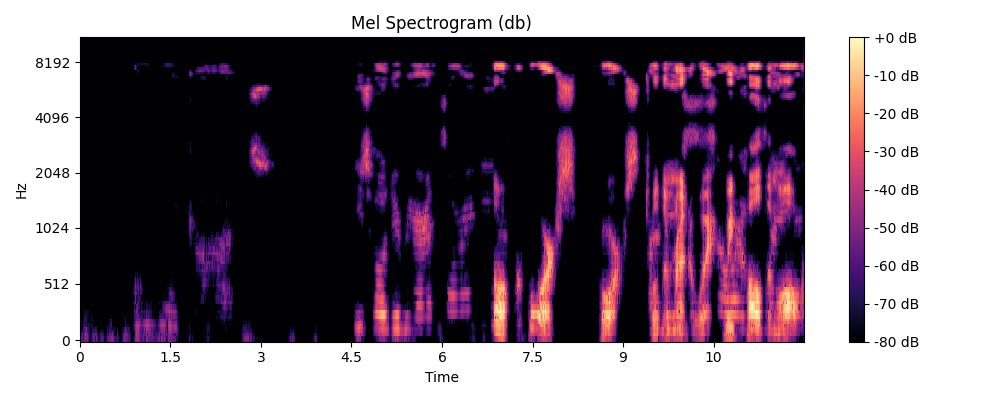 Mel Spectrogram (db)
8192
4096
2048
1024
512
0
Hz
0 1.5 3 4.5 6 7.5 9 10
Time
+0 dB
-10 dB
-20 dB
-30 dB
-40 dB
-50 dB
-60 dB
-70 dB
-80 dB